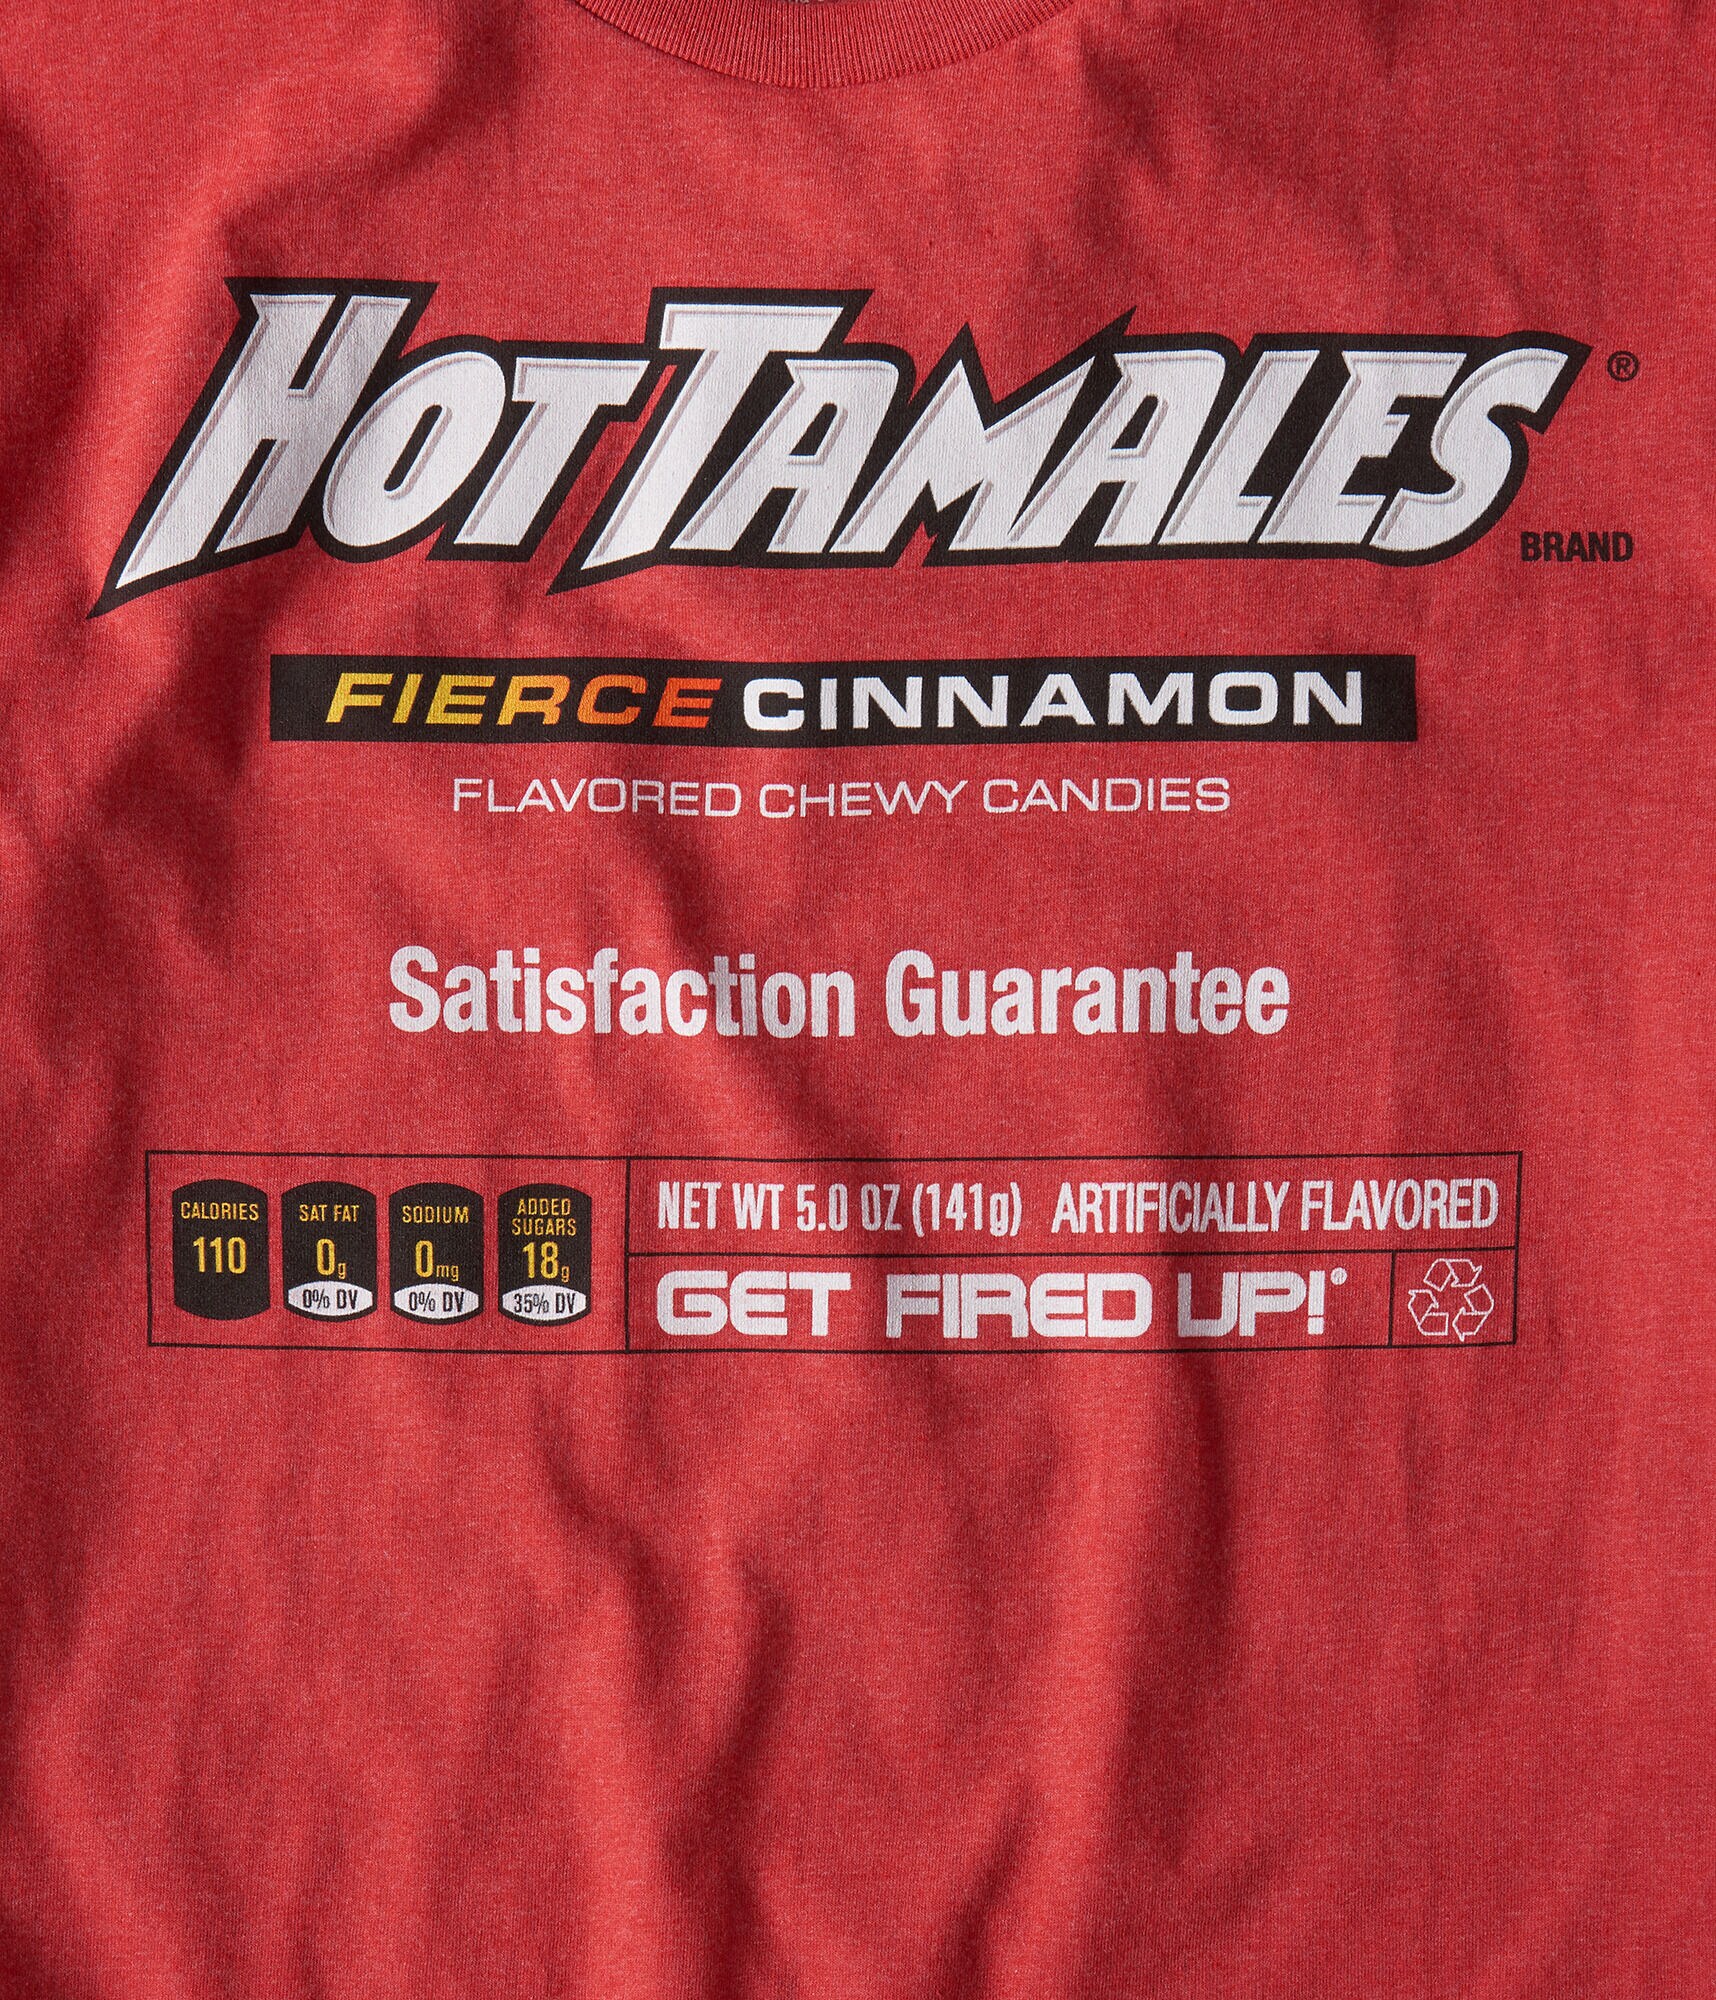 HOT TAMALES ®
BRAND
FIERCE CINNAMON
FLAVORED CHEWY CANDIES
Satisfaction Guarantee
CALORIES
110
SAT FAT
0g
0% DV
SODIUM
0mg
0% DV
ADDED
SUGARS
18g
35% DV
NET WT 5.0 OZ (141g) ARTIFICIALLY FLAVORED
GET FIRED UP!®